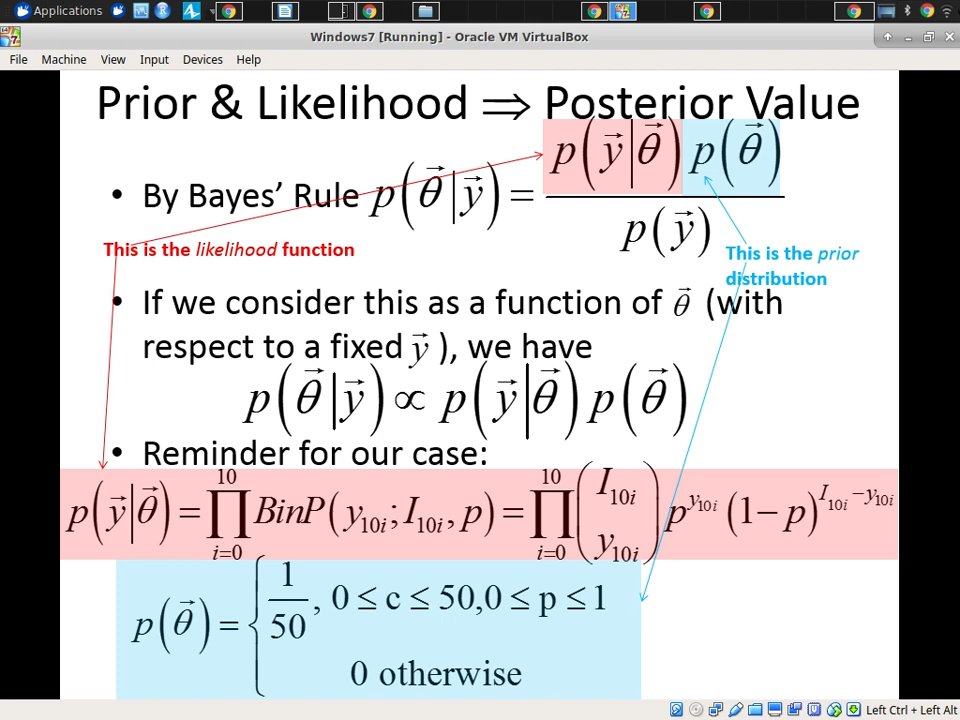 Applications
Windows7 [Running] - Oracle VM VirtualBox
File Machine View Input Devices Help
Prior & Likelihood ⇒ Posterior Value
• By Bayes’ Rule p(θ⃗|y⃗) = p(y⃗|θ⃗) p(θ⃗) / p(y⃗)
This is the likelihood function
This is the prior
distribution
• If we consider this as a function of θ⃗ (with
respect to a fixed y⃗ ), we have
p(θ⃗|y⃗) ∝ p(y⃗|θ⃗) p(θ⃗)
• Reminder for our case:
p(y⃗|θ⃗) = ∏_{i=0}^{10} BinP(y_{10i}; I_{10i}, p) = ∏_{i=0}^{10} (I_{10i} y_{10i}) p^{y_{10i}} (1−p)^{I_{10i}−y_{10i}}
p(θ⃗) = { 1/50, 0 ≤ c ≤ 50,0 ≤ p ≤ 1
0 otherwise
Left Ctrl + Left Alt